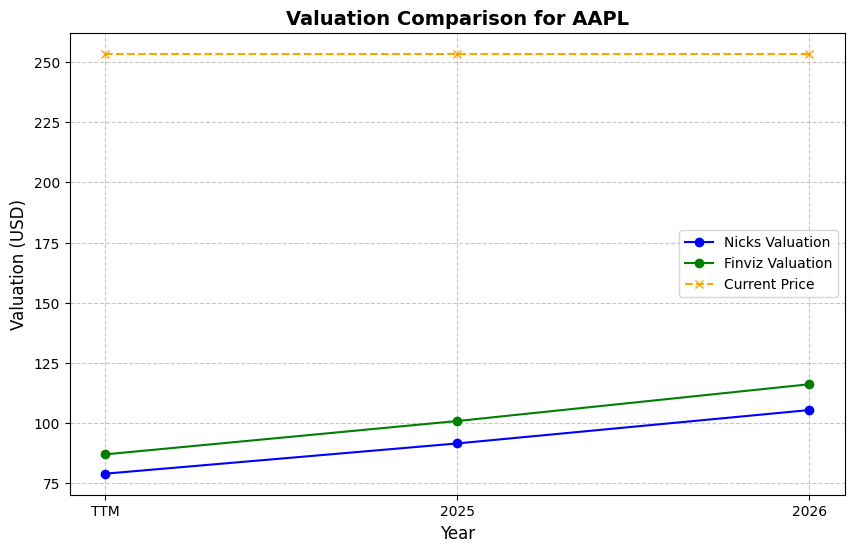 Valuation Comparison for AAPL
Valuation (USD)
250
225
200
175
150
125
100
75
Nicks Valuation
Finviz Valuation
Current Price
TTM 2025 2026
Year